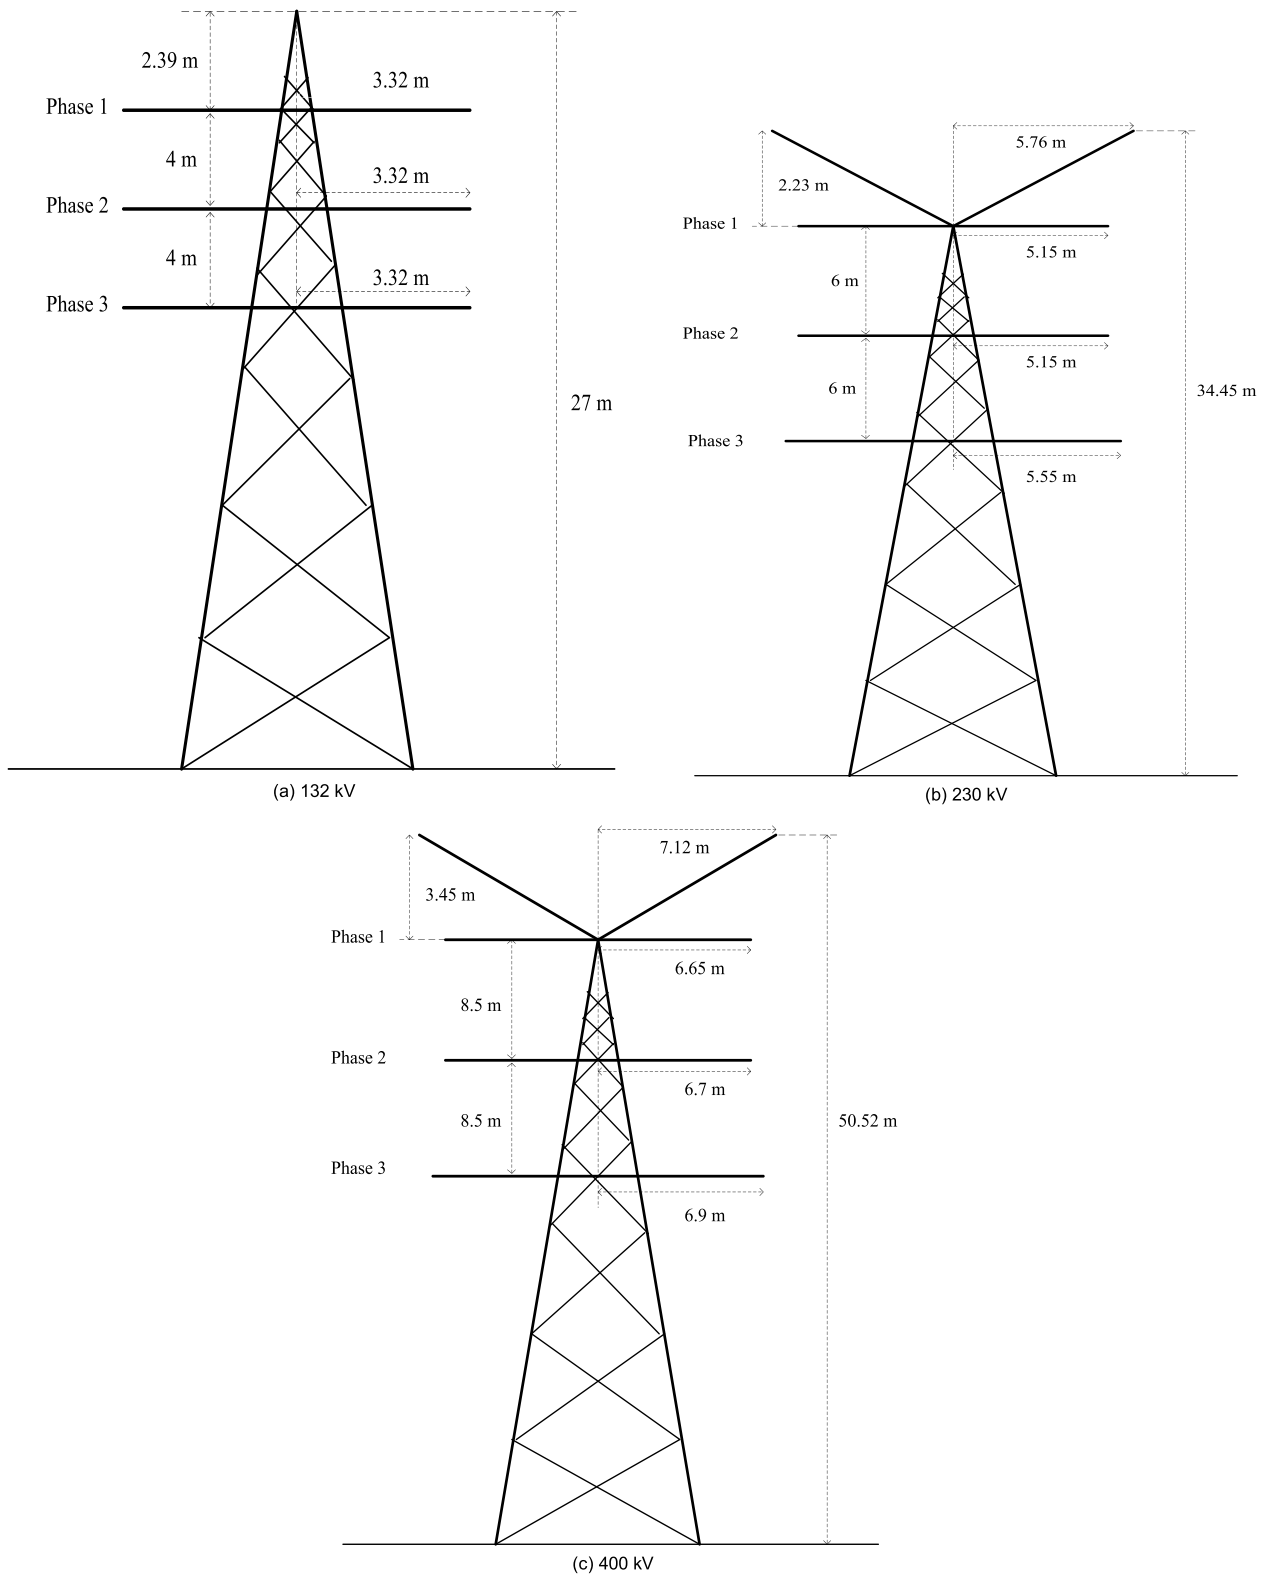 2.39 m
3.32 m
Phase 1
4 m
3.32 m
Phase 2
4 m
3.32 m
Phase 3
27 m
(a) 132 kV
5.76 m
2.23 m
Phase 1
5.15 m
6 m
Phase 2
5.15 m
6 m
34.45 m
Phase 3
5.55 m
(b) 230 kV
7.12 m
3.45 m
Phase 1
6.65 m
8.5 m
Phase 2
6.7 m
8.5 m
50.52 m
Phase 3
6.9 m
(c) 400 kV